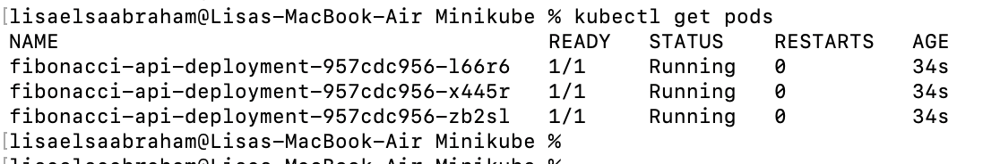 [lisaelsaabraham@Lisas-MacBook-Air Minikube % kubectl get pods
NAME READY STATUS RESTARTS AGE
fibonacci-api-deployment-957cdc956-l66r6 1/1 Running 0 34s
fibonacci-api-deployment-957cdc956-x445r 1/1 Running 0 34s
fibonacci-api-deployment-957cdc956-zb2sl 1/1 Running 0 34s
[lisaelsaabraham@Lisas-MacBook-Air Minikube %
[lisaelsaabraham@Lisas-MacBook-Air Minikube %